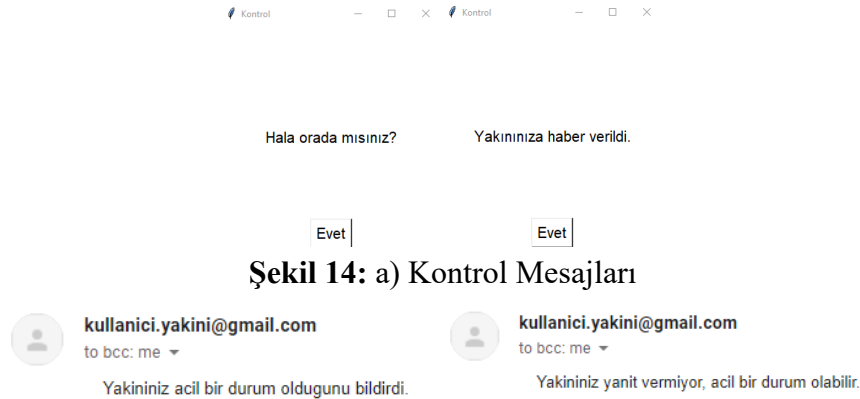 Kontrol
Kontrol
Hala orada mısınız?
Yakınınıza haber verildi.
Evet
Evet
Şekil 14: a) Kontrol Mesajları
kullanici.yakini@gmail.com
to bcc: me
Yakininiz acil bir durum oldugunu bildirdi.
kullanici.yakini@gmail.com
to bcc: me
Yakininiz yanit vermiyor, acil bir durum olabilir.